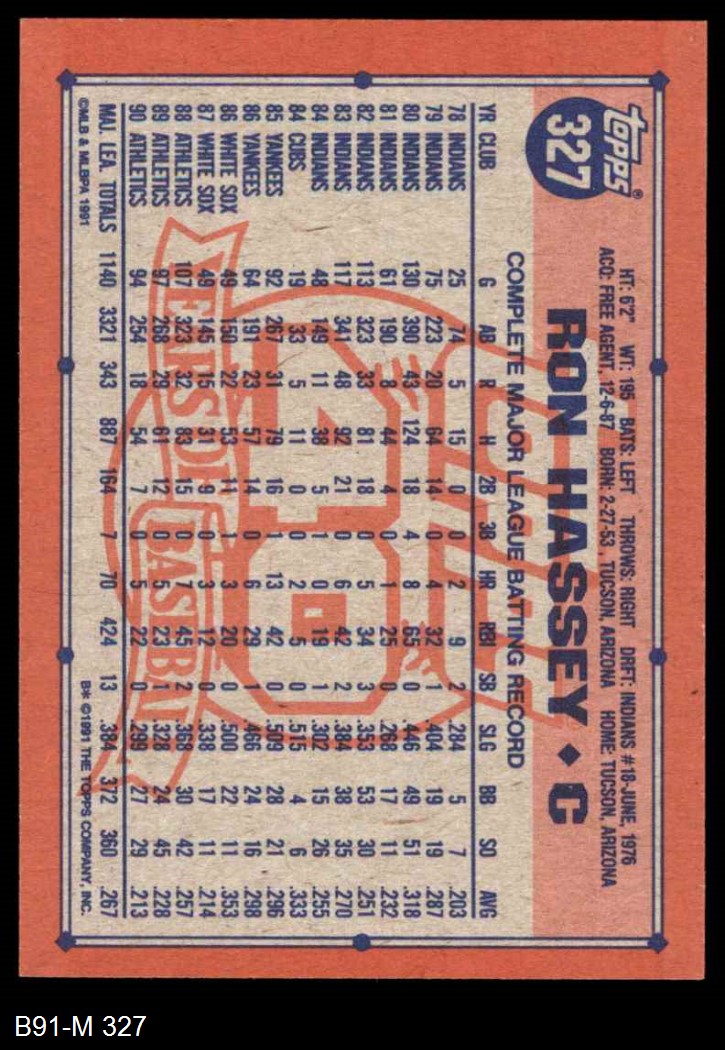 topps®
327
HT: 6'2" WT: 195 BATS: LEFT THROWS: RIGHT DRFT: INDIANS #18-JUNE, 1976
ACQ: FREE AGENT, 12-6-87 BORN: 2-27-53, TUCSON, ARIZONA HOME: TUCSON, ARIZONA
RON HASSEY ♦ C
COMPLETE MAJOR LEAGUE BATTING RECORD
YR CLUB G AB R H 2B 3B HR RBI SB SLG BB SO AVG
78 INDIANS 25 74 5 15 0 0 2 9 2 .284 5 7 .203
79 INDIANS 75 223 20 64 14 0 4 32 1 .404 19 19 .287
80 INDIANS 130 390 43 124 18 4 8 65 0 .446 49 51 .318
81 INDIANS 61 190 8 44 4 0 1 25 0 .268 17 11 .232
82 INDIANS 113 323 33 81 18 0 5 34 3 .353 53 30 .251
83 INDIANS 117 341 48 92 21 0 6 42 2 .384 38 35 .270
84 INDIANS 48 149 11 38 5 1 0 19 1 .302 15 26 .255
84 CUBS 19 33 5 11 0 0 2 5 0 .515 4 6 .333
85 YANKEES 92 267 31 79 16 1 13 42 0 .509 28 21 .296
86 YANKEES 64 191 23 57 14 0 6 29 1 .466 24 16 .298
86 WHITE SOX 49 150 22 53 11 1 3 20 0 .500 22 11 .353
87 WHITE SOX 49 145 15 31 9 0 3 12 0 .338 17 11 .214
88 ATHLETICS 107 323 32 83 15 0 7 45 2 .368 30 42 .257
89 ATHLETICS 97 268 29 61 12 0 5 23 1 .328 24 45 .228
90 ATHLETICS 94 254 18 54 7 0 5 22 0 .299 27 29 .213
MAJ. LEA. TOTALS 1140 3321 343 887 164 7 70 424 13 .384 372 360 .267
©MLB & MLBPA 1991 B* ©1991 THE TOPPS COMPANY, INC.
40
YEARS OF BASEBALL
B91-M 327